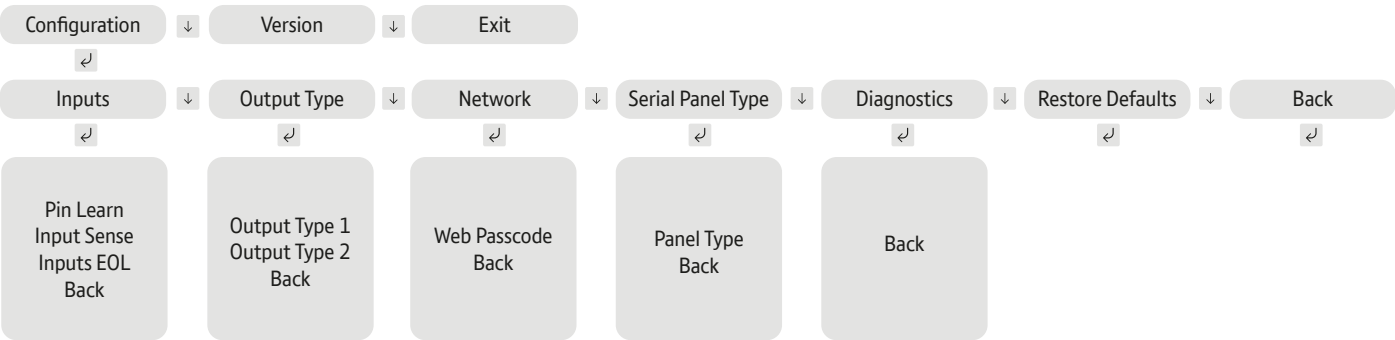 Configuration ↓ Version ↓ Exit
↲
Inputs ↓ Output Type ↓ Network ↓ Serial Panel Type ↓ Diagnostics ↓ Restore Defaults ↓ Back
↲ ↲ ↲ ↲ ↲ ↲ ↲
Pin Learn
Input Sense
Inputs EOL
Back
Output Type 1
Output Type 2
Back
Web Passcode
Back
Panel Type
Back
Back